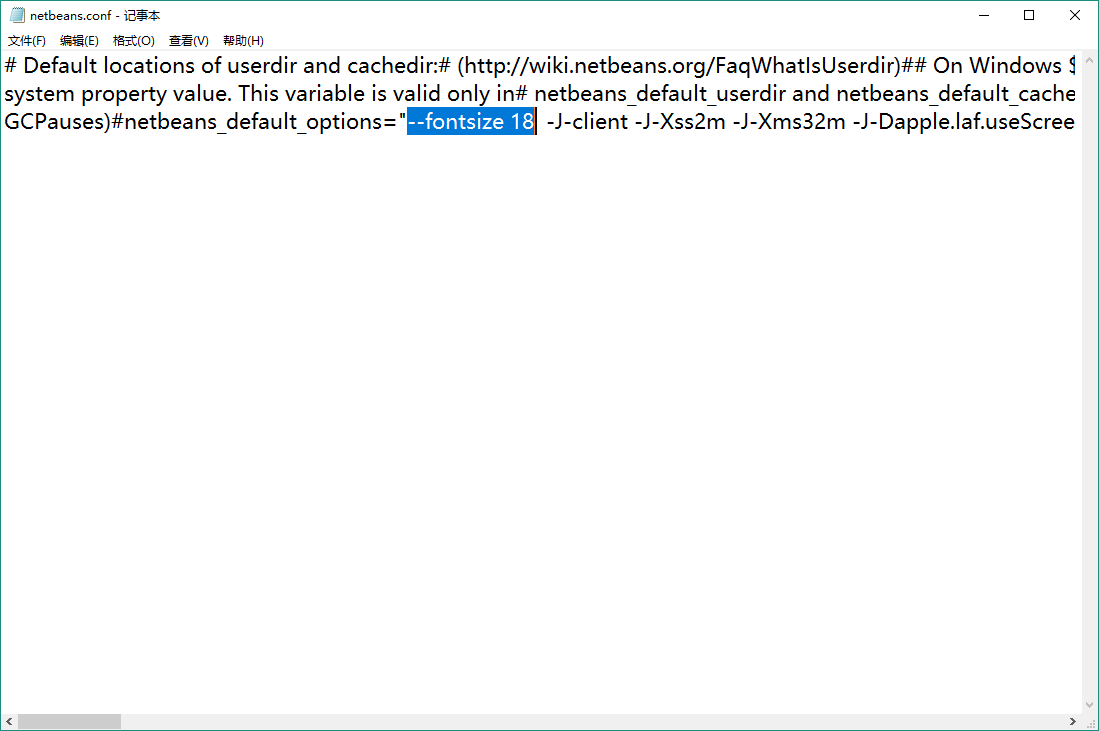 netbeans.conf - 记事本
文件(F) 编辑(E) 格式(O) 查看(V) 帮助(H)
# Default locations of userdir and cachedir:# (http://wiki.netbeans.org/FaqWhatIsUserdir)## On Windows $
system property value. This variable is valid only in# netbeans_default_userdir and netbeans_default_cache
GCPauses)#netbeans_default_options="--fontsize 18 -J-client -J-Xss2m -J-Xms32m -J-Dapple.laf.useScree